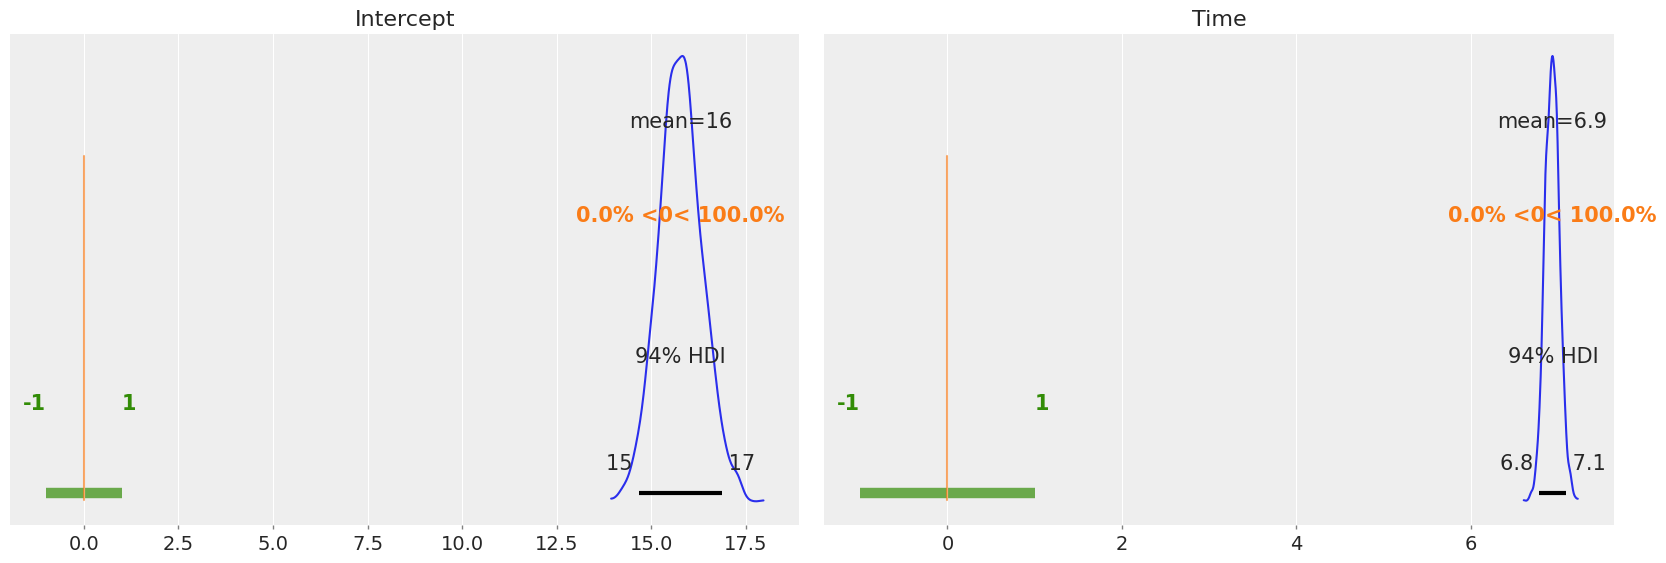 Intercept
mean=16
0.0% <0< 100.0%
94% HDI
-1 1
15 17
0.0 2.5 5.0 7.5 10.0 12.5 15.0 17.5
Time
mean=6.9
0.0% <0< 100.0%
94% HDI
-1 1
6.8 7.1
0 2 4 6